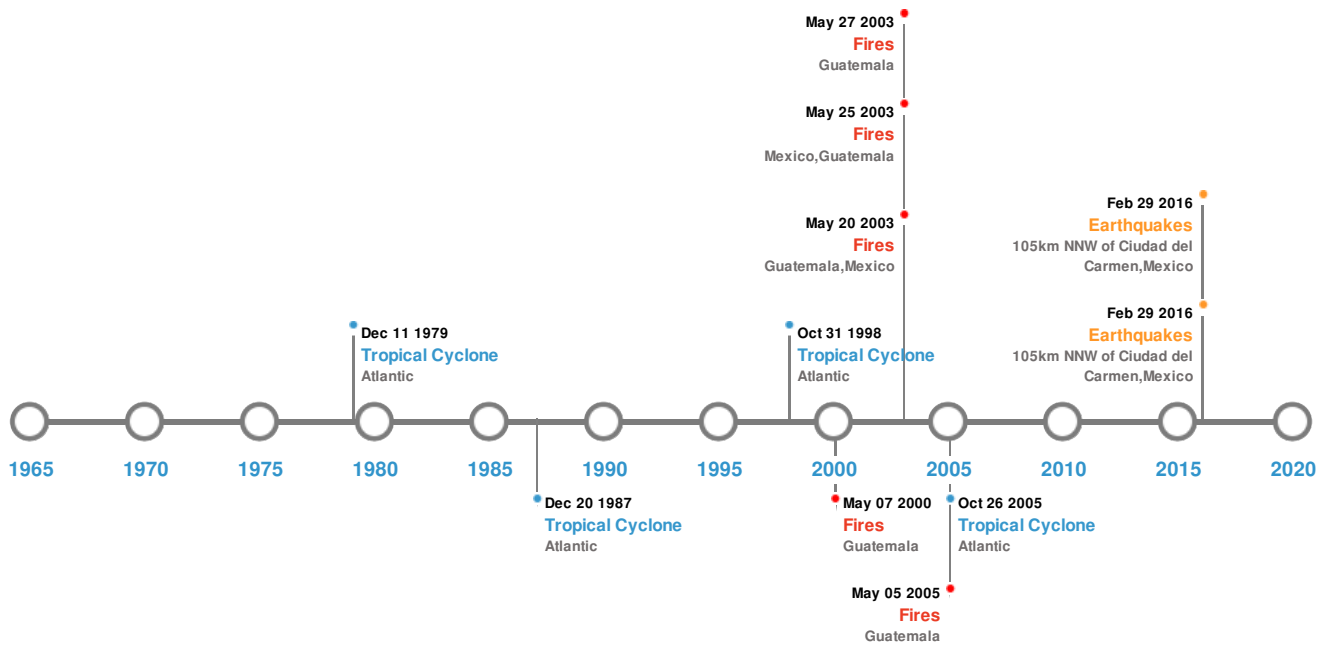 May 27 2003
Fires
Guatemala
May 25 2003
Fires
Mexico,Guatemala
May 20 2003
Fires
Guatemala,Mexico
Feb 29 2016
Earthquakes
105km NNW of Ciudad del
Carmen,Mexico
Feb 29 2016
Earthquakes
105km NNW of Ciudad del
Carmen,Mexico
Dec 11 1979
Tropical Cyclone
Atlantic
Oct 31 1998
Tropical Cyclone
Atlantic
1965 1970 1975 1980 1985 1990 1995 2000 2005 2010 2015 2020
Dec 20 1987
Tropical Cyclone
Atlantic
May 07 2000
Fires
Guatemala
Oct 26 2005
Tropical Cyclone
Atlantic
May 05 2005
Fires
Guatemala